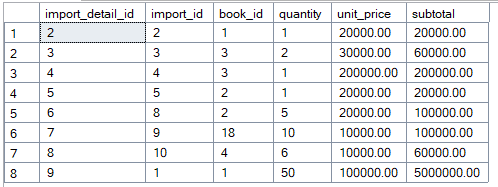 import_detail_id import_id book_id quantity unit_price subtotal
1 2 2 1 1 20000.00 20000.00
2 3 3 3 2 30000.00 60000.00
3 4 4 3 1 200000.00 200000.00
4 5 5 2 1 20000.00 20000.00
5 6 8 2 5 20000.00 100000.00
6 7 9 18 10 10000.00 100000.00
7 8 10 4 6 10000.00 60000.00
8 9 1 1 50 100000.00 5000000.00